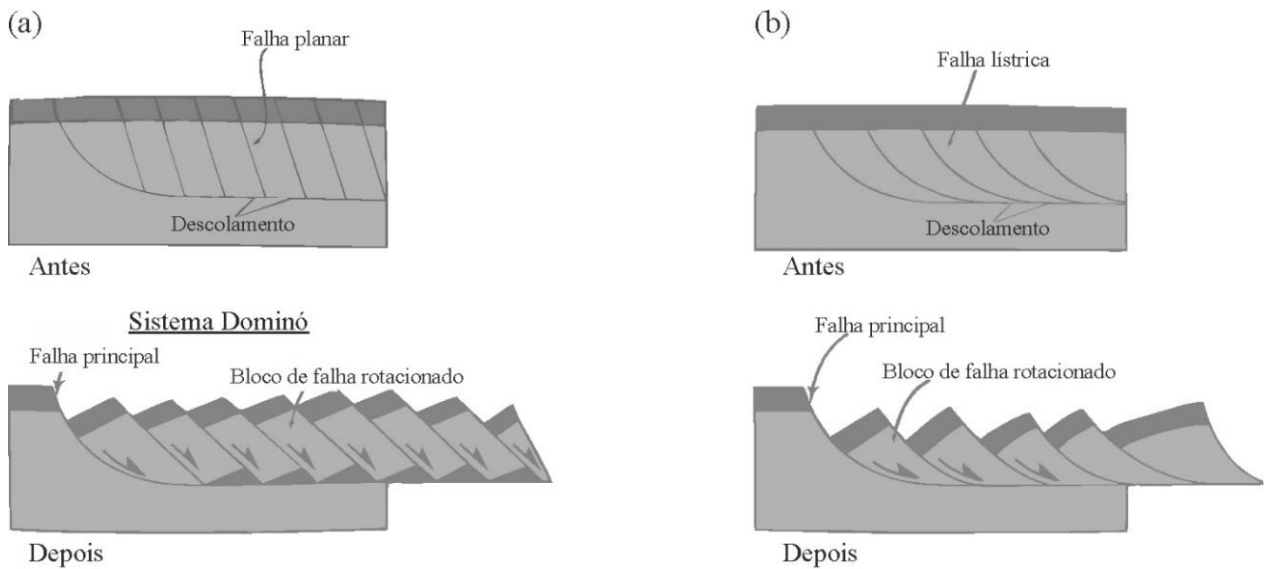 (a)
Falha planar
Descolamento
Antes
Sistema Dominó
Falha principal
Bloco de falha rotacionado
Depois
(b)
Falha lístrica
Descolamento
Antes
Falha principal
Bloco de falha rotacionado
Depois